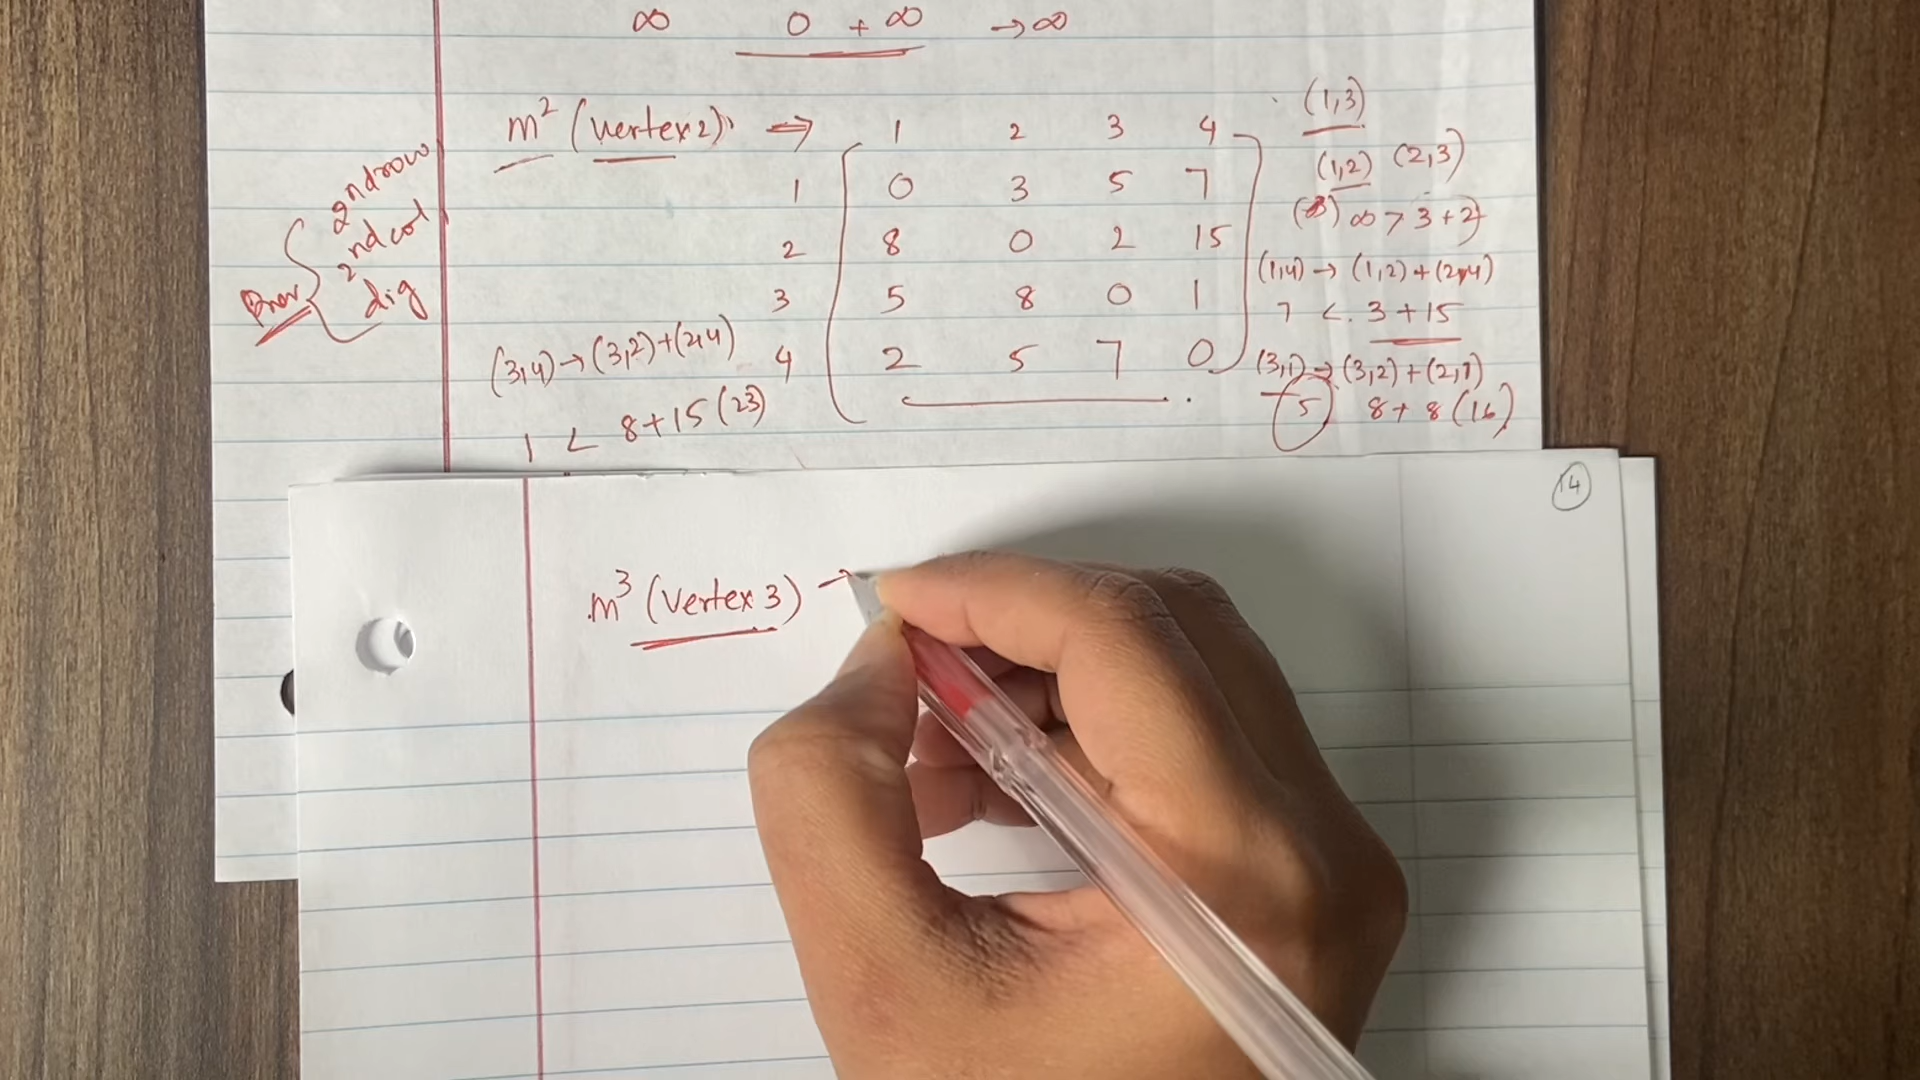 ∞ 0 + ∞ → ∞
m² (vertex 2) ⇒ 1 2 3 4
1 0 3 5 7
2 8 0 2 15
3 5 8 0 1
4 2 5 7 0
2nd row
2nd col
dig
(1,3)
(1,2) (2,3)
∞ > 3 + 2
(1,4) → (1,2) + (2,4)
7 < 3 + 15
(3,1) → (3,2) + (2,1)
5 8 + 8 (16)
(3,4) → (3,2) + (2,4)
1 < 8 + 15 (23)
14
m³ (vertex 3) →